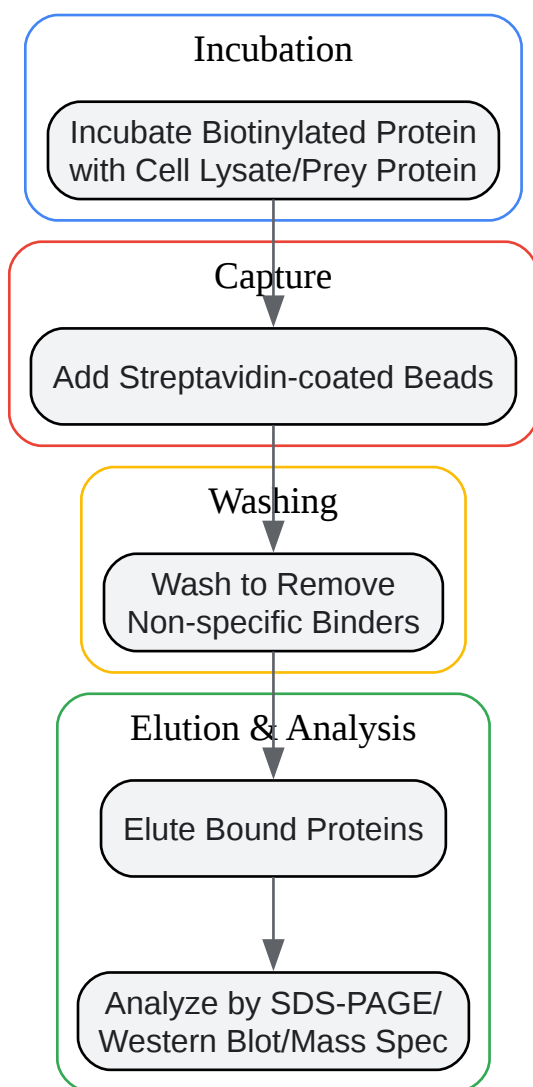 Incubation
Incubate Biotinylated Protein
with Cell Lysate/Prey Protein
Capture
Add Streptavidin-coated Beads
Washing
Wash to Remove
Non-specific Binders
Elution & Analysis
Elute Bound Proteins
Analyze by SDS-PAGE/
Western Blot/Mass Spec